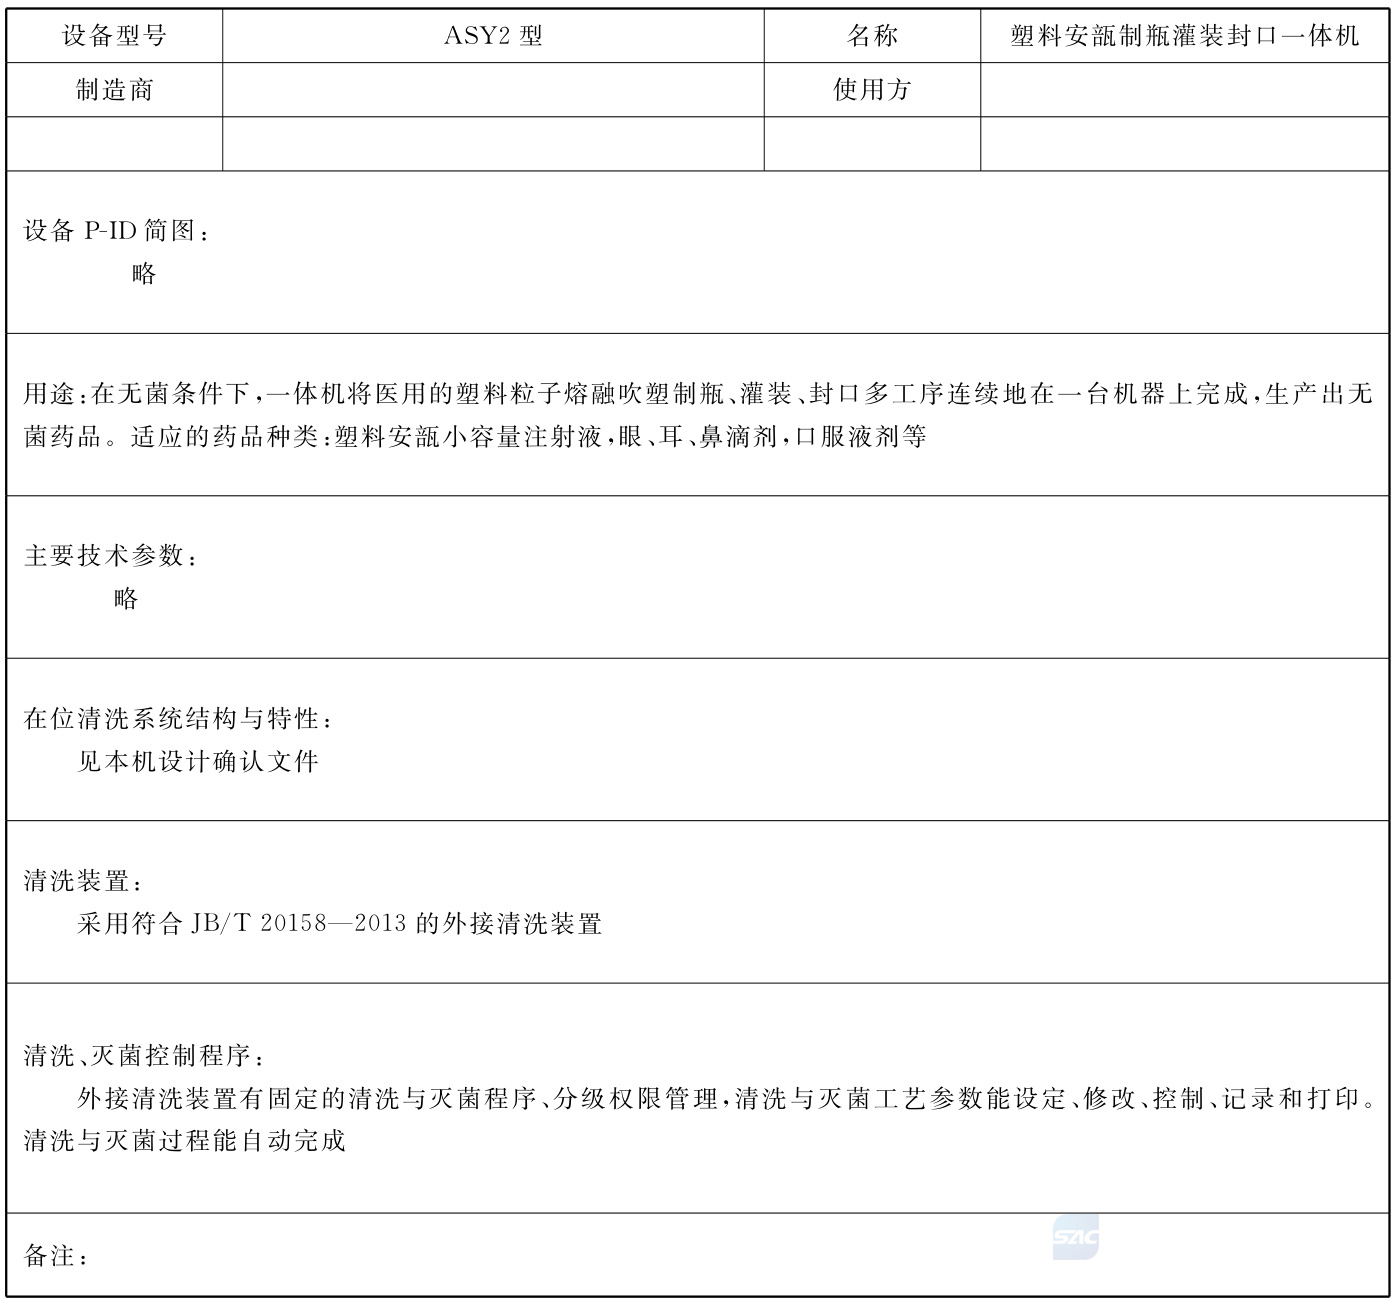 设备型号 ASY2 型 名称 塑料安瓿制瓶灌装封口一体机
制造商 使用方
设备 P-ID 简图：
略
用途：在无菌条件下，一体机将医用的塑料粒子熔融吹塑制瓶、灌装、封口多工序连续地在一台机器上完成，生产出无
菌药品。适应的药品种类：塑料安瓿小容量注射液，眼、耳、鼻滴剂，口服液剂等
主要技术参数：
略
在位清洗系统结构与特性：
见本机设计确认文件
清洗装置：
采用符合 JB/T 20158—2013 的外接清洗装置
清洗、灭菌控制程序：
外接清洗装置有固定的清洗与灭菌程序、分级权限管理，清洗与灭菌工艺参数能设定、修改、控制、记录和打印。
清洗与灭菌过程能自动完成
备注：
SAC